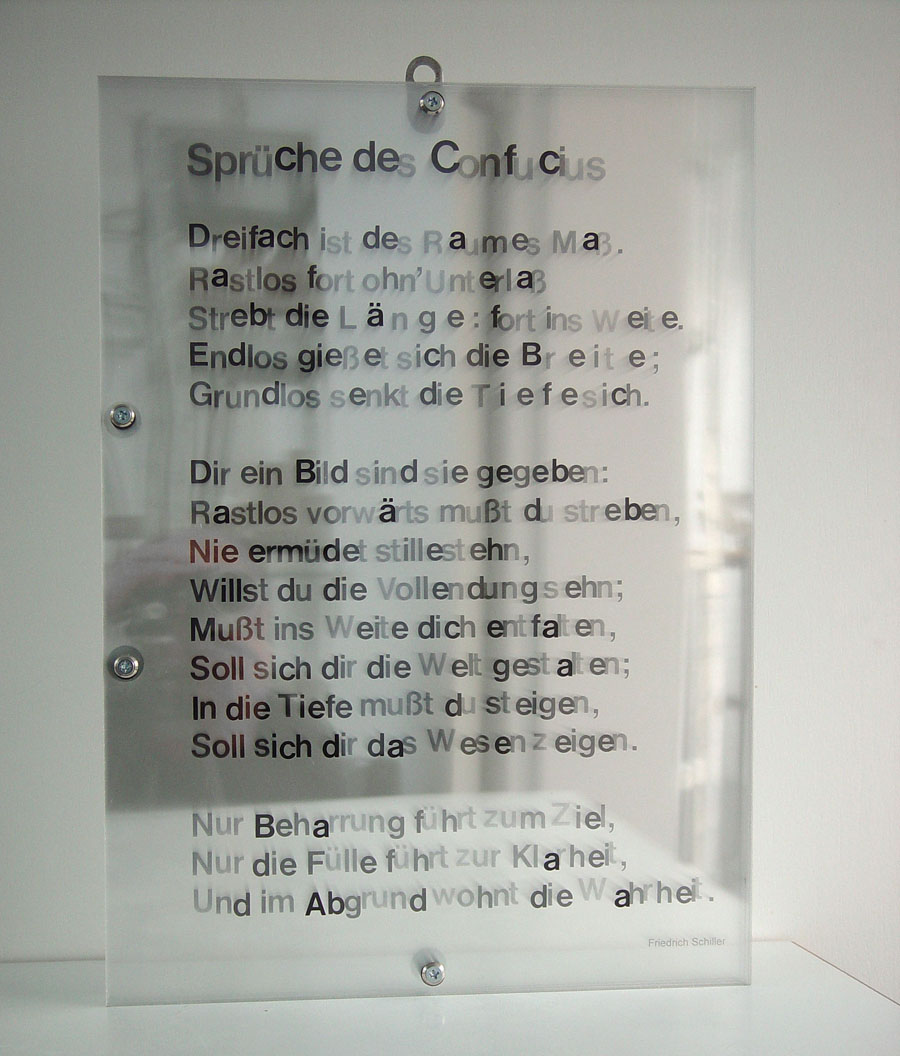 Sprüche des Confucius
Dreifach ist des Raumes Maß.
Rastlos fort ohn' Unterlaß
Strebt die Länge: fort ins Weite.
Endlos gießet sich die Breite;
Grundlos senkt die Tiefe sich.
Dir ein Bild sind sie gegeben:
Rastlos vorwärts mußt du streben,
Nie ermüdet stillestehn,
Willst du die Vollendung sehn;
Mußt ins Weite dich entfalten,
Soll sich dir die Welt gestalten;
In die Tiefe mußt du steigen,
Soll sich dir das Wesen zeigen.
Nur Beharrung führt zum Ziel,
Nur die Fülle führt zur Klarheit,
Und im Abgrund wohnt die Wahrheit.
Friedrich Schiller